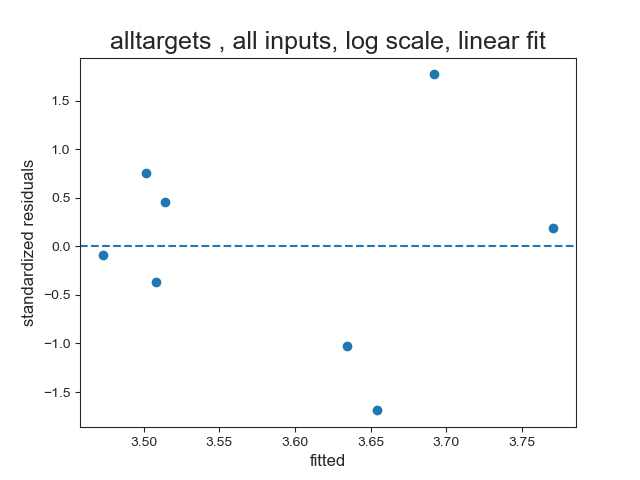 alltargets , all inputs, log scale, linear fit
standardized residuals
1.5
1.0
0.5
0.0
−0.5
−1.0
−1.5
3.50 3.55 3.60 3.65 3.70 3.75
fitted